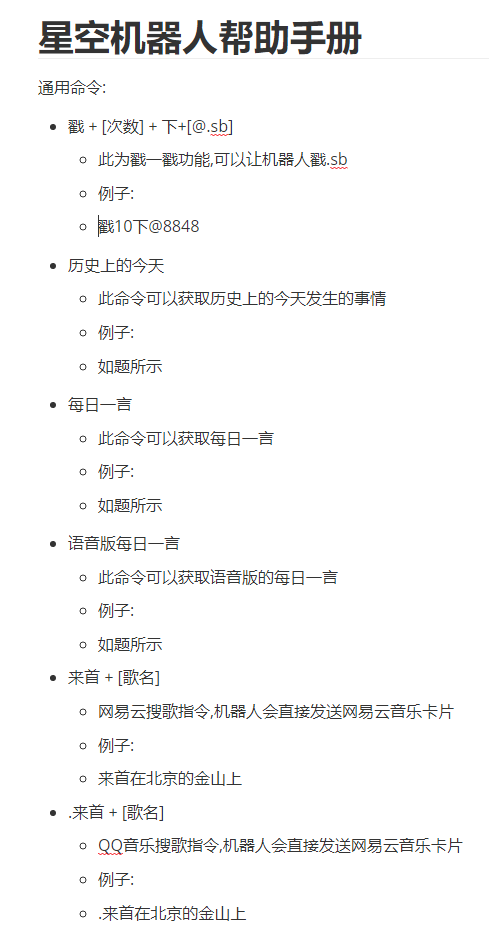 星空机器人帮助手册
通用命令:
戳 + [次数] + 下+[@.sb]
此为戳一戳功能,可以让机器人戳.sb
例子:
戳10下@8848
历史上的今天
此命令可以获取历史上的今天发生的事情
例子:
如题所示
每日一言
此命令可以获取每日一言
例子:
如题所示
语音版每日一言
此命令可以获取语音版的每日一言
例子:
如题所示
来首 + [歌名]
网易云搜歌指令,机器人会直接发送网易云音乐卡片
例子:
来首在北京的金山上
.来首 + [歌名]
QQ音乐搜歌指令,机器人会直接发送网易云音乐卡片
例子:
.来首在北京的金山上